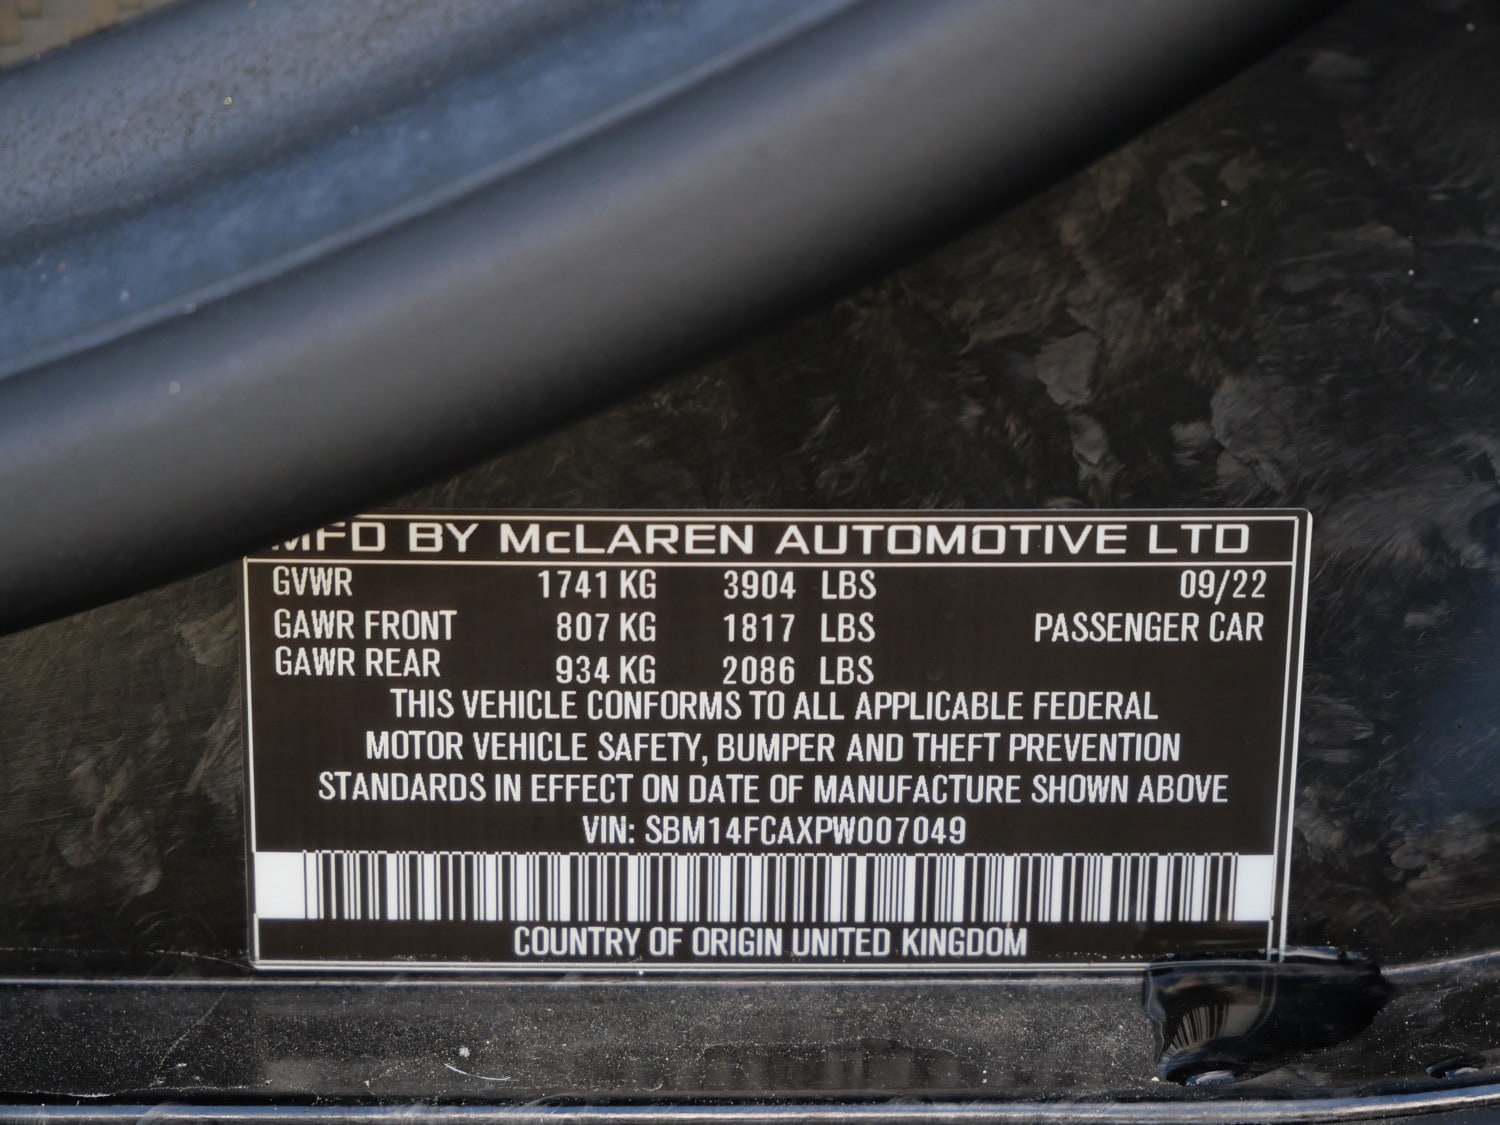 MFD BY McLAREN AUTOMOTIVE LTD
GVWR 1741 KG 3904 LBS 09/22
GAWR FRONT 807 KG 1817 LBS PASSENGER CAR
GAWR REAR 934 KG 2086 LBS
THIS VEHICLE CONFORMS TO ALL APPLICABLE FEDERAL
MOTOR VEHICLE SAFETY, BUMPER AND THEFT PREVENTION
STANDARDS IN EFFECT ON DATE OF MANUFACTURE SHOWN ABOVE
VIN: SBM14FCAXPW007049
COUNTRY OF ORIGIN UNITED KINGDOM